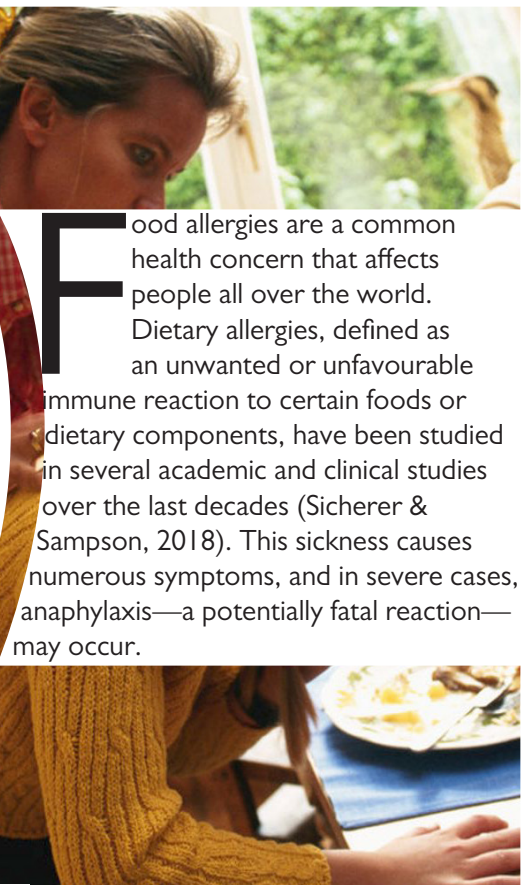 Food allergies are a common
health concern that affects
people all over the world.
Dietary allergies, defined as
an unwanted or unfavourable
immune reaction to certain foods or
dietary components, have been studied
in several academic and clinical studies
over the last decades (Sicherer &
Sampson, 2018). This sickness causes
numerous symptoms, and in severe cases,
anaphylaxis—a potentially fatal reaction—
may occur.